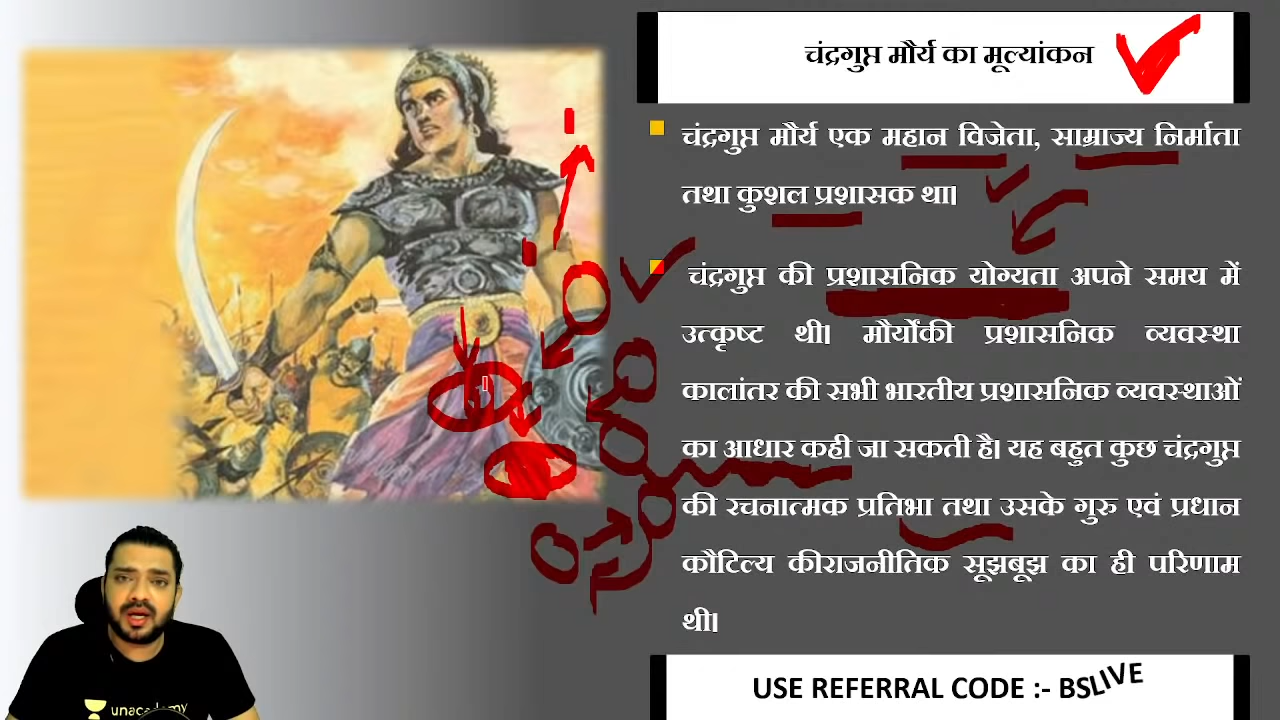 चंद्रगुप्त मौर्य का मूल्यांकन
चंद्रगुप्त मौर्य एक महान विजेता, साम्राज्य निर्माता
तथा कुशल प्रशासक था।
चंद्रगुप्त की प्रशासनिक योग्यता अपने समय में
उत्कृष्ट थी। मौर्योंकी प्रशासनिक व्यवस्था
कालांतर की सभी भारतीय प्रशासनिक व्यवस्थाओं
का आधार कही जा सकती है। यह बहुत कुछ चंद्रगुप्त
की रचनात्मक प्रतिभा तथा उसके गुरु एवं प्रधान
कौटिल्य कीराजनीतिक सूझबूझ का ही परिणाम
थी।
unacademy
USE REFERRAL CODE :- BSLIVE